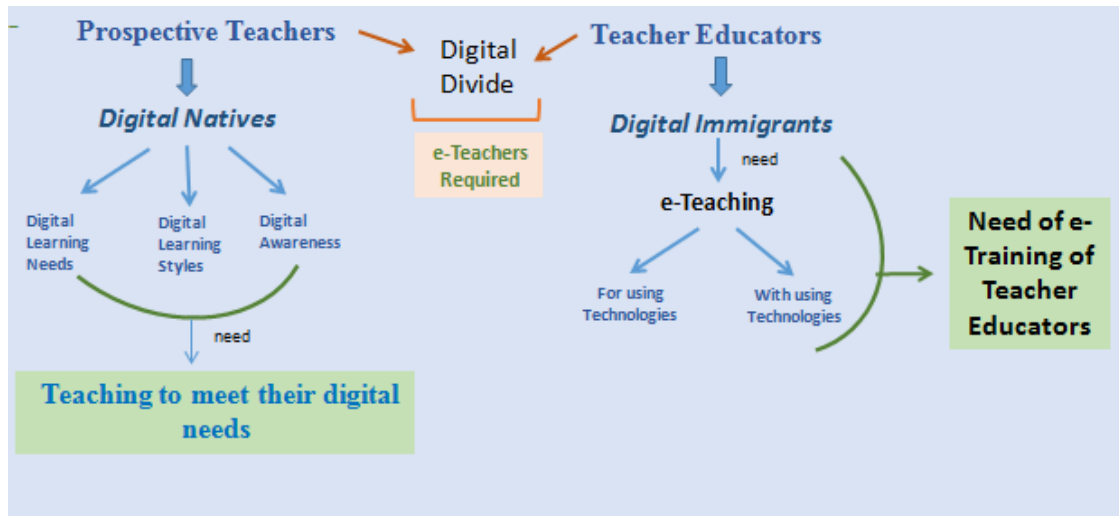 Prospective Teachers
Digital
Divide
Teacher Educators
Digital Natives
e-Teachers
Required
Digital Immigrants
need
e-Teaching
Digital
Learning
Needs
Digital
Learning
Styles
Digital
Awareness
For using
Technologies
With using
Technologies
Need of e-
Training of
Teacher
Educators
need
Teaching to meet their digital
needs